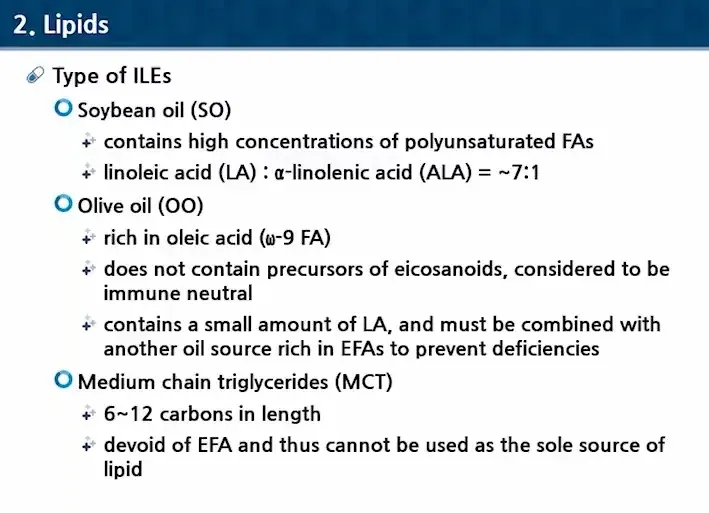 2. Lipids
Type of ILEs
Soybean oil (SO)
contains high concentrations of polyunsaturated FAs
linoleic acid (LA) : α-linolenic acid (ALA) = ~7:1
Olive oil (OO)
rich in oleic acid (ω-9 FA)
does not contain precursors of eicosanoids, considered to be
immune neutral
contains a small amount of LA, and must be combined with
another oil source rich in EFAs to prevent deficiencies
Medium chain triglycerides (MCT)
6~12 carbons in length
devoid of EFA and thus cannot be used as the sole source of
lipid